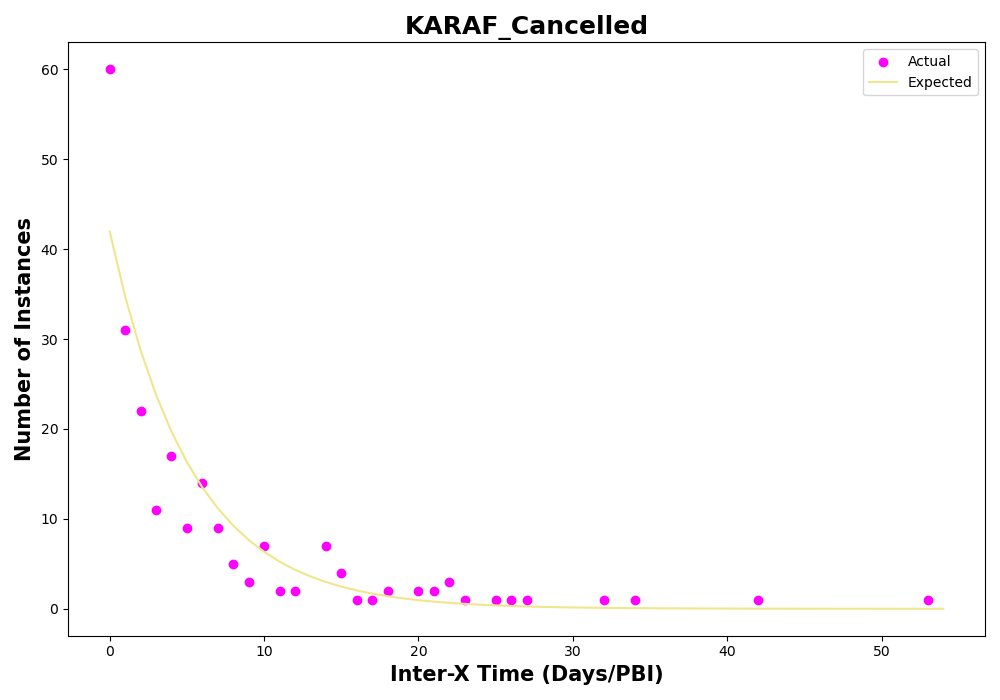 KARAF_Cancelled
Actual
Expected
60
50
40
30
20
10
0
Number of Instances
0 10 20 30 40 50
Inter-X Time (Days/PBI)